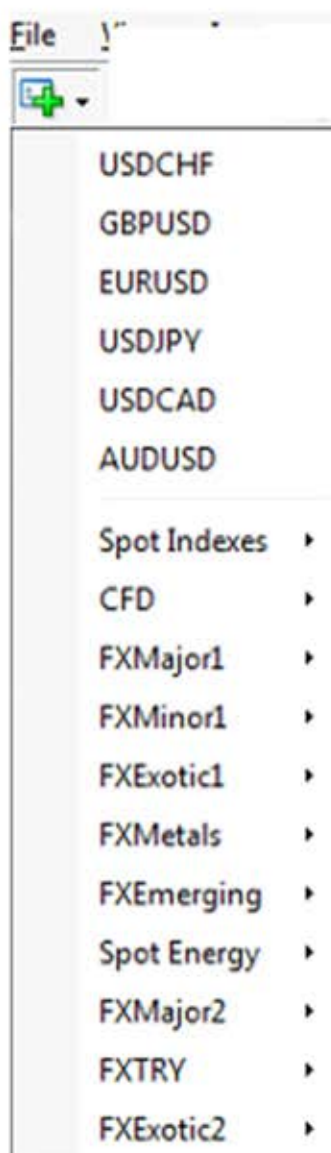 File
USDCHF
GBPUSD
EURUSD
USDJPY
USDCAD
AUDUSD
Spot Indexes
CFD
FXMajor1
FXMinor1
FXExotic1
FXMetals
FXEmerging
Spot Energy
FXMajor2
FXTRY
FXExotic2